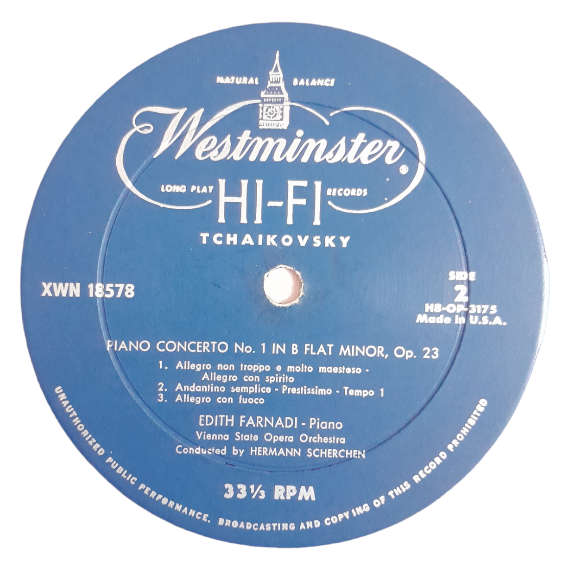 NATURAL BALANCE
Westminster®
LONG PLAY RECORDS
HI-FI
TCHAIKOVSKY
XWN 18578
SIDE
2
HB-OP-3175
Made in U.S.A.
PIANO CONCERTO No. 1 IN B FLAT MINOR, Op. 23
1. Allegro non troppo e molto maestoso -
Allegro con spirito
2. Andantino semplice - Prestissimo - Tempo 1
3. Allegro con fuoco
EDITH FARNADI - Piano
Vienna State Opera Orchestra
Conducted by HERMANN SCHERCHEN
33⅓ RPM
UNAUTHORIZED PUBLIC PERFORMANCE, BROADCASTING AND COPYING OF THIS RECORD PROHIBITED